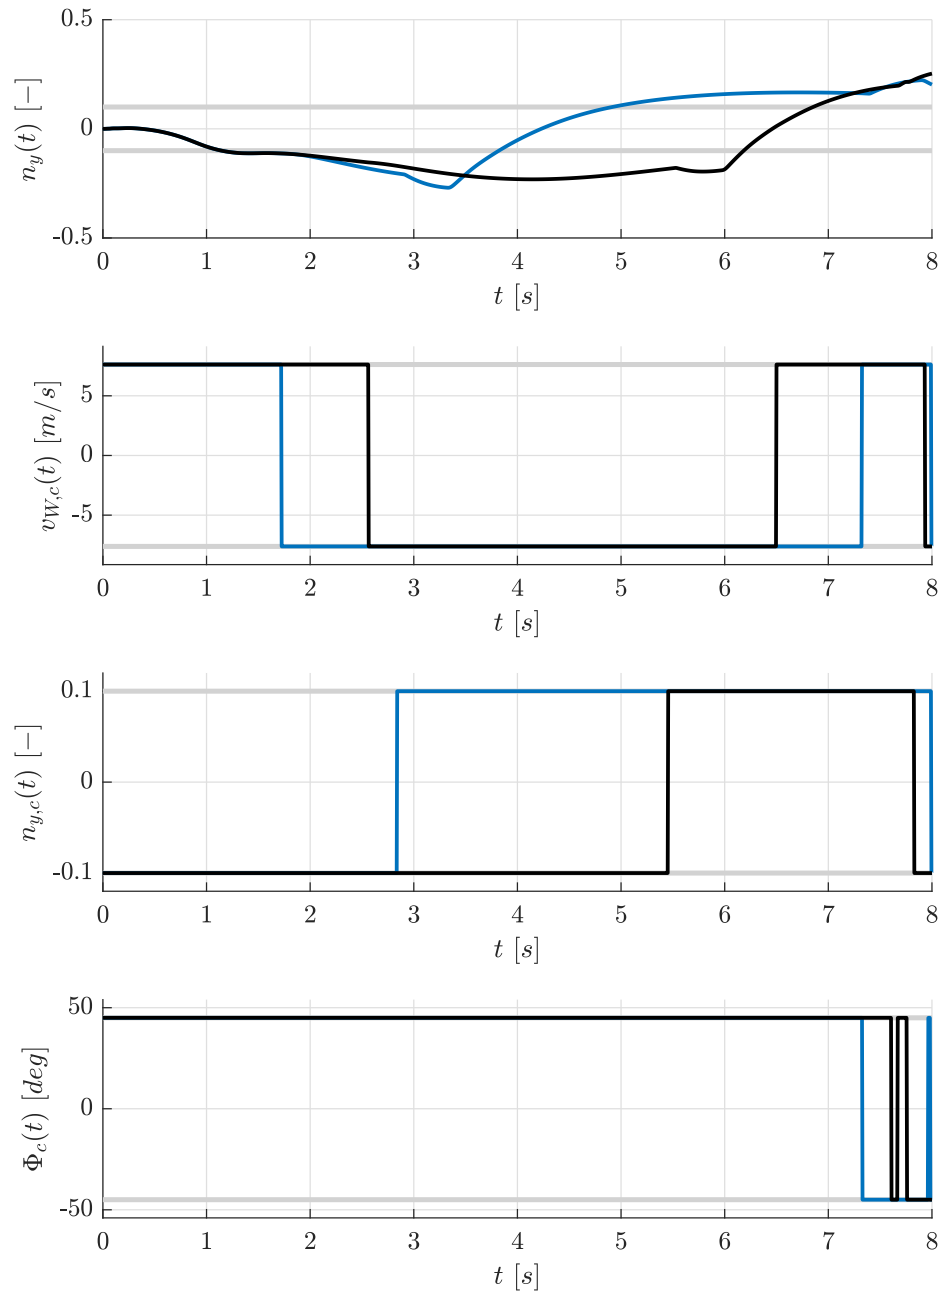 0.5
0
-0.5
n_y(t) [−]
0 1 2 3 4 5 6 7 8
t [s]
5
0
-5
v_{W,c}(t) [m/s]
0 1 2 3 4 5 6 7 8
t [s]
0.1
0
-0.1
n_{y,c}(t) [−]
0 1 2 3 4 5 6 7 8
t [s]
50
0
-50
Φ_c(t) [deg]
0 1 2 3 4 5 6 7 8
t [s]